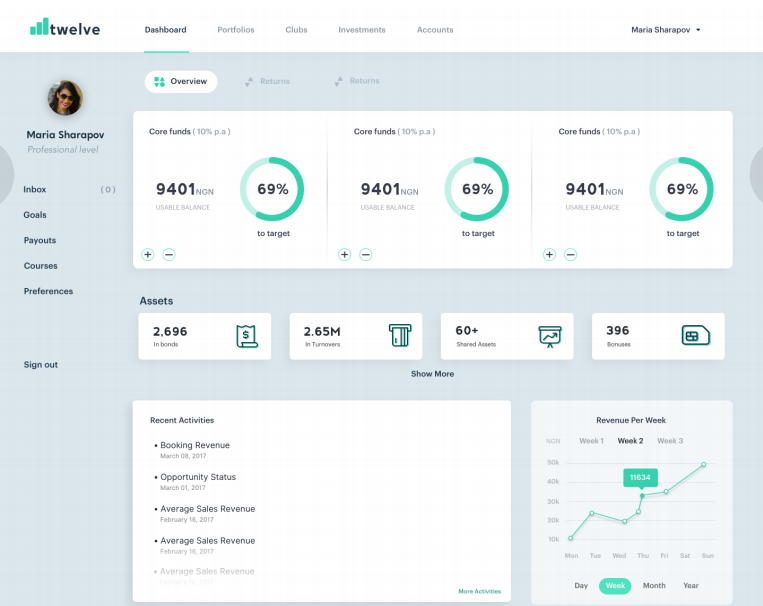 twelve
Dashboard
Portfolios
Clubs
Investments
Accounts
Maria Sharapov
Overview
Returns
Returns
Maria Sharapov
Professional level
Inbox ( 0 )
Goals
Payouts
Courses
Preferences
Sign out
Core funds ( 10% p.a )
9401 NGN
USABLE BALANCE
69%
to target
Core funds ( 10% p.a )
9401 NGN
USABLE BALANCE
69%
to target
Core funds ( 10% p.a )
9401 NGN
USABLE BALANCE
69%
to target
Assets
2,696
In bonds
$
2.65M
In Turnovers
60+
Shared Assets
396
Bonuses
Show More
Recent Activities
• Booking Revenue
March 08, 2017
• Opportunity Status
March 01, 2017
• Average Sales Revenue
February 16, 2017
• Average Sales Revenue
February 16, 2017
• Average Sales Revenue
More Activities
Revenue Per Week
NGN Week 1 Week 2 Week 3
50k
40k
30k
20k
10k
11634
Mon Tue Wed Thu Fri Sat Sun
Day Week Month Year